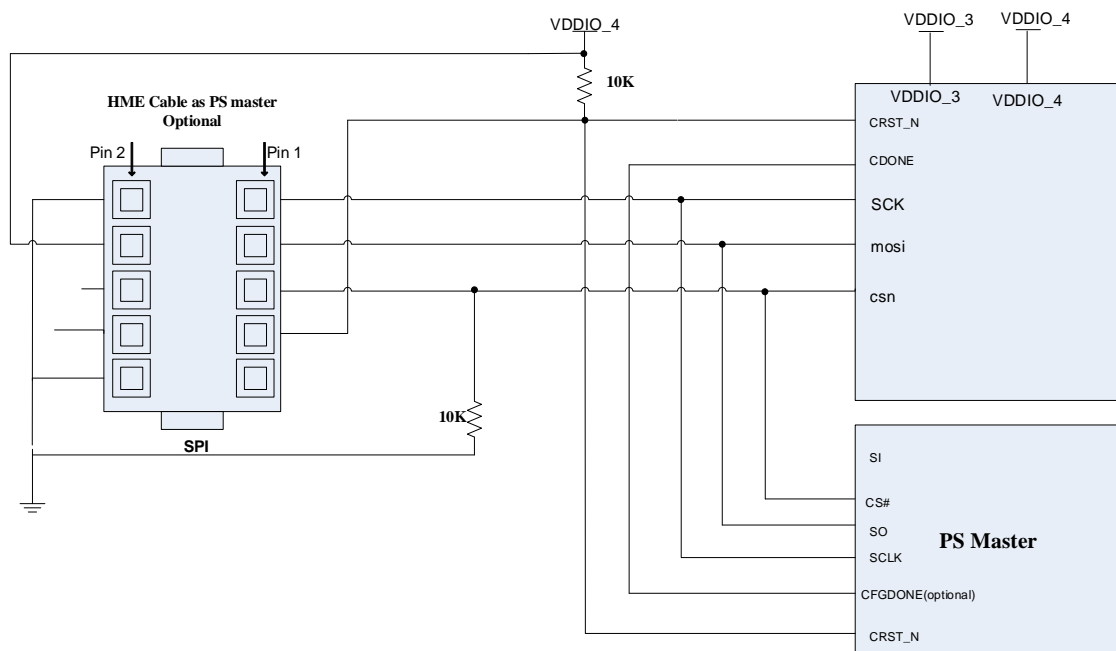 VDDIO_4
10K
HME Cable as PS master
Optional
Pin 2
Pin 1
SPI
10K
VDDIO_3
VDDIO_4
VDDIO_3
VDDIO_4
CRST_N
CDONE
SCK
mosi
csn
SI
CS#
SO
SCLK
CFGDONE(optional)
CRST_N
PS Master